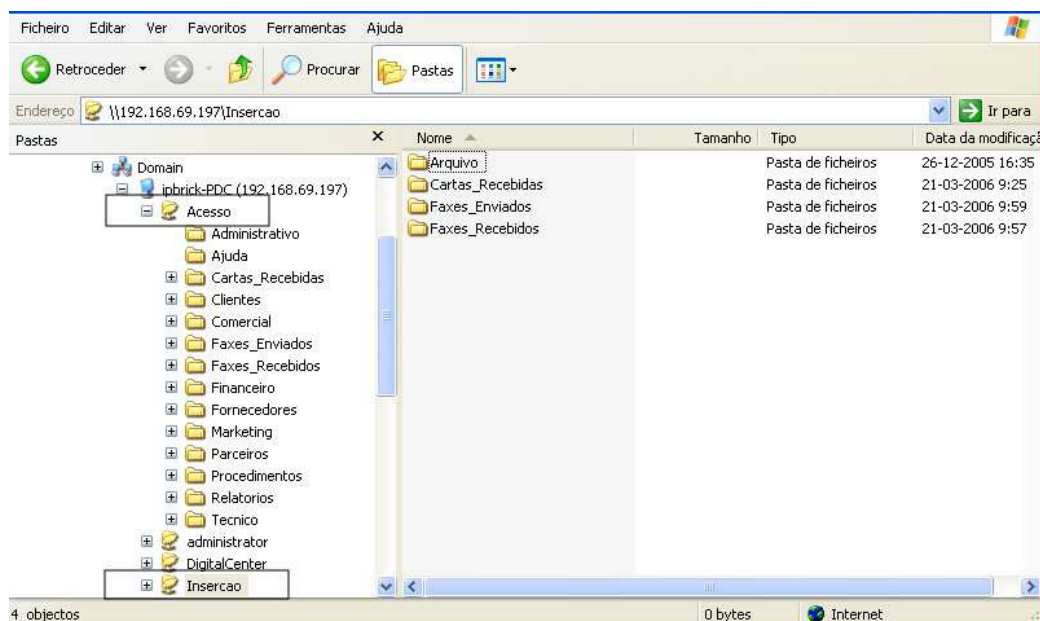 Ficheiro Editar Ver Favoritos Ferramentas Ajuda
Retroceder Procurar Pastas
Endereço \\192.168.69.197\Insercao Ir para
Pastas
Domain
ipbrick-PDC (192.168.69.197)
Acesso
Administrativo
Ajuda
Cartas_Recebidas
Clientes
Comercial
Faxes_Enviados
Faxes_Recebidos
Financeiro
Fornecedores
Marketing
Parceiros
Procedimentos
Relatorios
Tecnico
administrator
DigitalCenter
Insercao
Nome Tamanho Tipo Data da modificaçã
Arquivo Pasta de ficheiros 26-12-2005 16:35
Cartas_Recebidas Pasta de ficheiros 21-03-2006 9:25
Faxes_Enviados Pasta de ficheiros 21-03-2006 9:59
Faxes_Recebidos Pasta de ficheiros 21-03-2006 9:57
4 objectos 0 bytes Internet